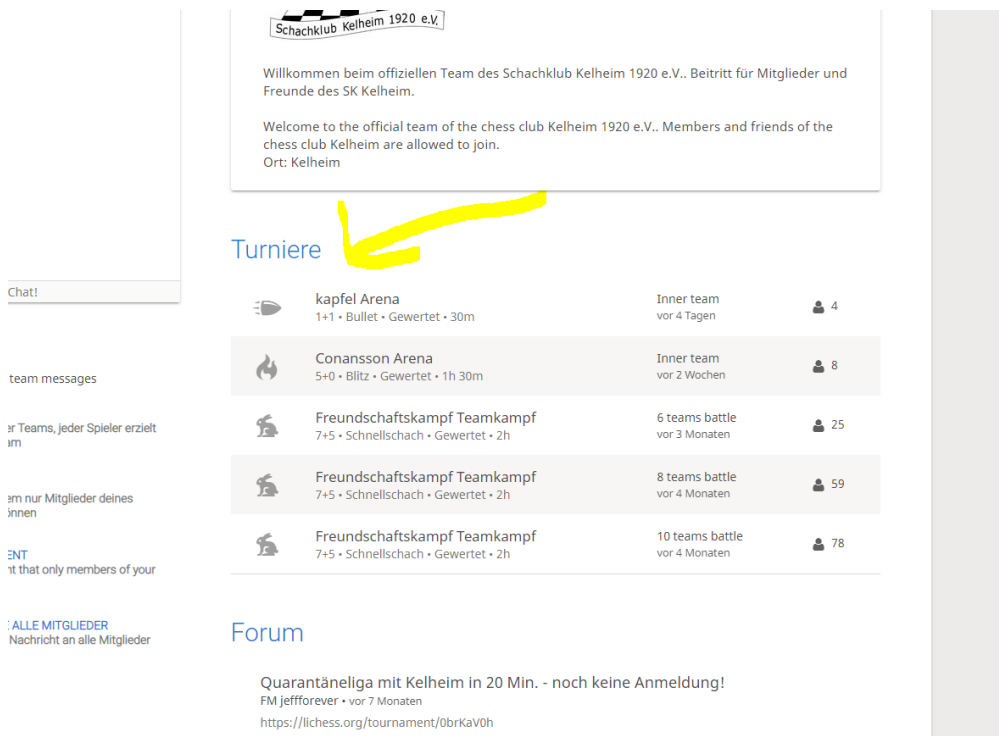 Schachklub Kelheim 1920 e.V.
Willkommen beim offiziellen Team des Schachklub Kelheim 1920 e.V.. Beitritt für Mitglieder und
Freunde des SK Kelheim.
Welcome to the official team of the chess club Kelheim 1920 e.V.. Members and friends of the
chess club Kelheim are allowed to join.
Ort: Kelheim
Chat!
team messages
er Teams, jeder Spieler erzielt
am
em nur Mitglieder deines
önnen
ENT
nt that only members of your
ALLE MITGLIEDER
Nachricht an alle Mitglieder
Turniere
kapfel Arena
1+1 • Bullet • Gewertet • 30m
Inner team
vor 4 Tagen
4
Conansson Arena
5+0 • Blitz • Gewertet • 1h 30m
Inner team
vor 2 Wochen
8
Freundschaftskampf Teamkampf
7+5 • Schnellschach • Gewertet • 2h
6 teams battle
vor 3 Monaten
25
Freundschaftskampf Teamkampf
7+5 • Schnellschach • Gewertet • 2h
8 teams battle
vor 4 Monaten
59
Freundschaftskampf Teamkampf
7+5 • Schnellschach • Gewertet • 2h
10 teams battle
vor 4 Monaten
78
Forum
Quarantäneliga mit Kelheim in 20 Min. - noch keine Anmeldung!
FM jeffforever • vor 7 Monaten
https://lichess.org/tournament/0brKaV0h